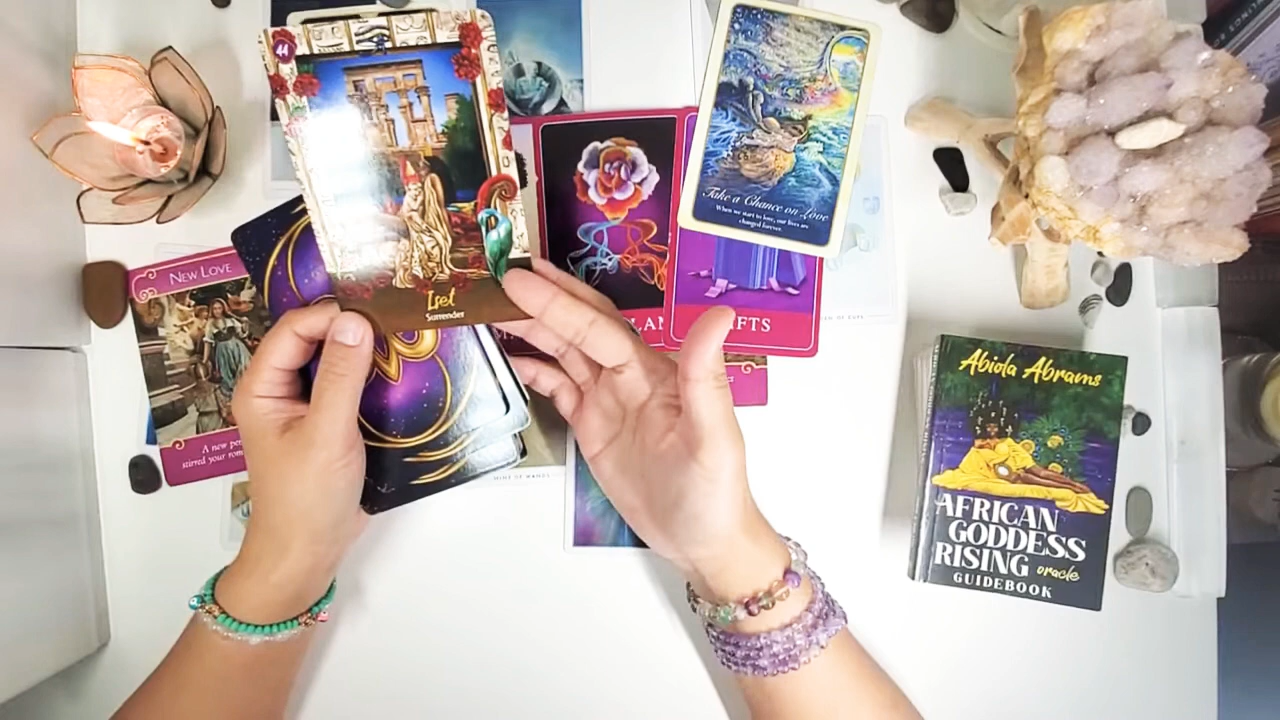 44
Iset
Surrender
Take a Chance on Love
When we start to love, our lives are
changed forever.
NEW LOVE
A new per
stirred your rom
IFTS
Abiola Abrams
AFRICAN
GODDESS
RISING oracle
GUIDEBOOK